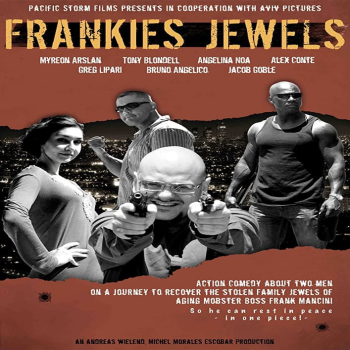 PACIFIC STORM FILMS PRESENTS IN COOPERATION WITH AVIV PICTURES
FRANKIES JEWELS
MYREON ARSLAN TONY BLONDELL ANGELINA NOA ALEX CONTE
GREG LIPARI BRUNO ANGELICO JACOB GOBLE
ACTION COMEDY ABOUT TWO MEN
ON A JOURNEY TO RECOVER THE STOLEN FAMILY JEWELS OF
AGING MOBSTER BOSS FRANK MANCINI
So he can rest in peace
- in one piece!-
AN ANDREAS WIELEND, MICHEL MORALES ESCOBAR PRODUCTION